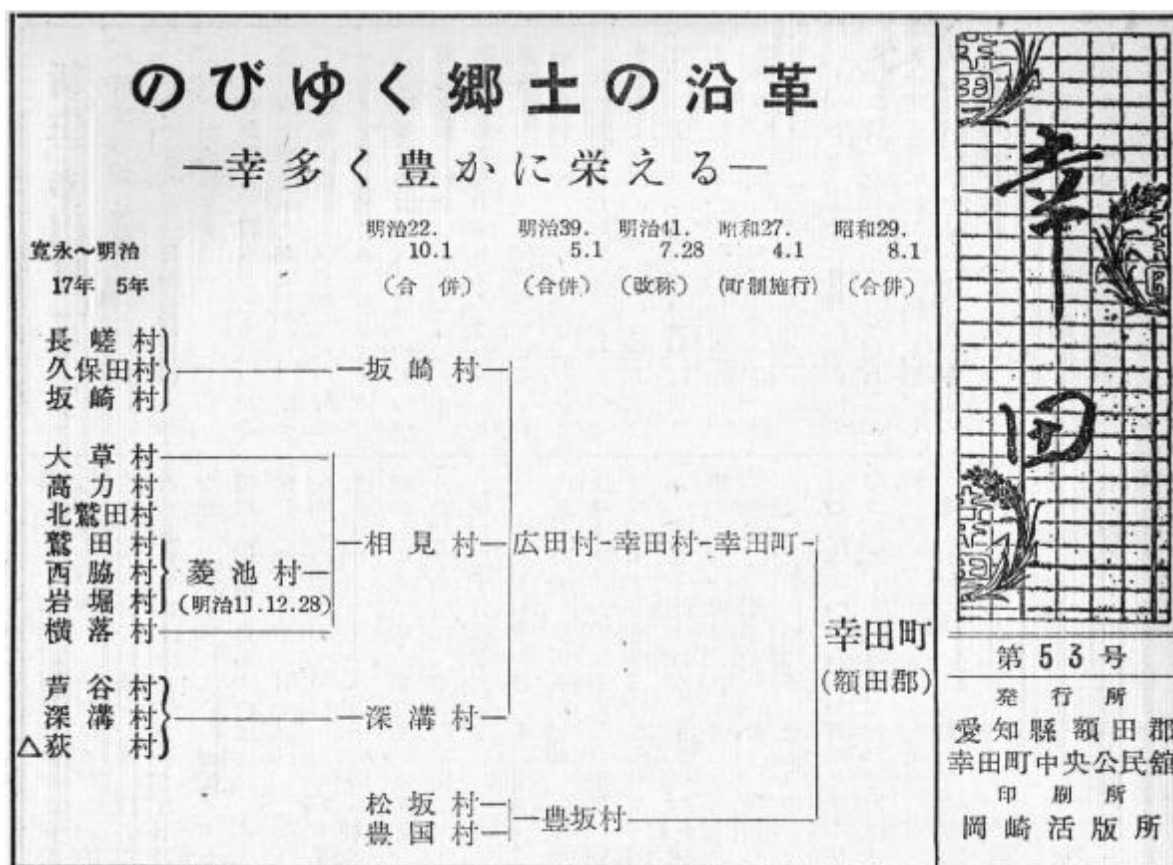 のびゆく郷土の沿革
―幸多く豊かに栄える―
寛永〜明治
17年 5年
明治22.
10.1
(合併)
明治39.
5.1
(合併)
明治41.
7.28
(改称)
昭和27.
4.1
(町制施行)
昭和29.
8.1
(合併)
長嵯村
久保田村
坂崎村
坂崎村
大草村
高力村
北鷲田村
鷲田村
西脇村
岩堀村
横落村
菱池村
(明治11.12.28)
相見村
広田村
幸田村
幸田町
芦谷村
深溝村
△荻村
深溝村
松坂村
豊国村
豊坂村
幸田町
(額田郡)
幸田
第53号
発行所
愛知縣額田郡
幸田町中央公民舘
印刷所
岡崎活版所